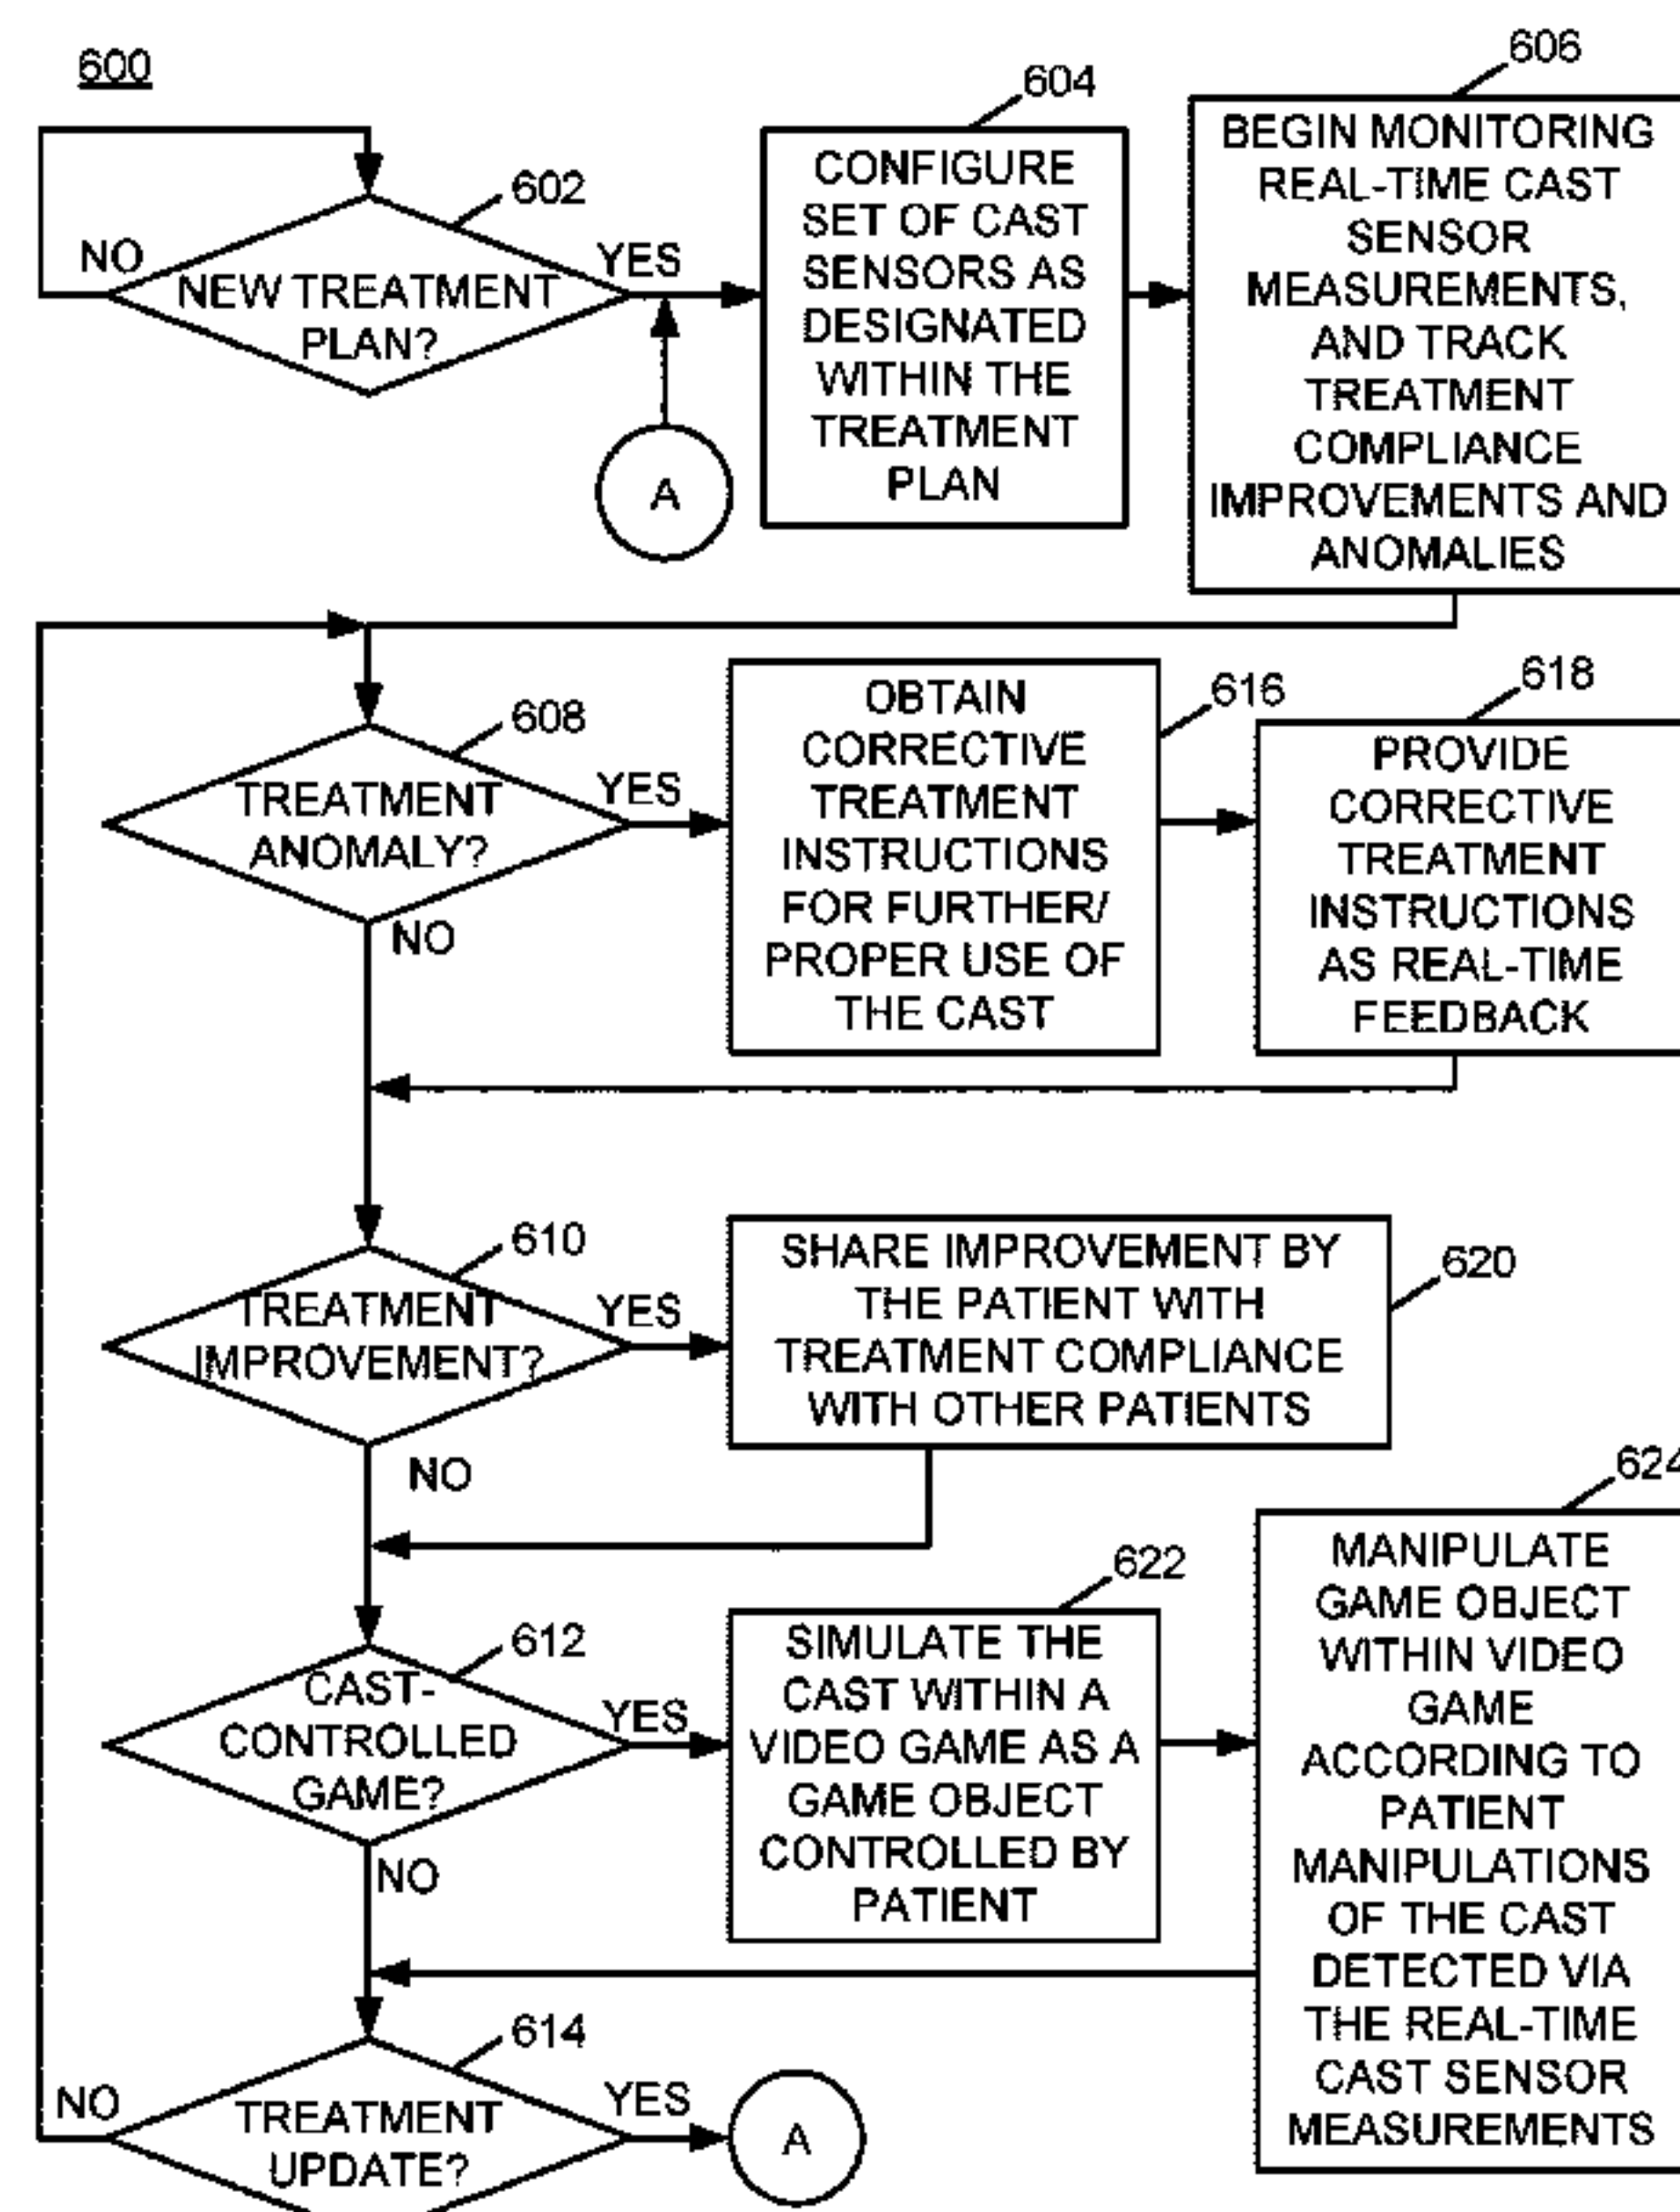 600
602
NEW TREATMENT
PLAN?
NO
YES
A
604
CONFIGURE
SET OF CAST
SENSORS AS
DESIGNATED
WITHIN THE
TREATMENT
PLAN
606
BEGIN MONITORING
REAL-TIME CAST
SENSOR
MEASUREMENTS,
AND TRACK
TREATMENT
COMPLIANCE
IMPROVEMENTS AND
ANOMALIES
608
TREATMENT
ANOMALY?
YES
NO
616
OBTAIN
CORRECTIVE
TREATMENT
INSTRUCTIONS
FOR FURTHER/
PROPER USE OF
THE CAST
618
PROVIDE
CORRECTIVE
TREATMENT
INSTRUCTIONS
AS REAL-TIME
FEEDBACK
610
TREATMENT
IMPROVEMENT?
YES
NO
620
SHARE IMPROVEMENT BY
THE PATIENT WITH
TREATMENT COMPLIANCE
WITH OTHER PATIENTS
612
CAST-
CONTROLLED
GAME?
YES
NO
622
SIMULATE THE
CAST WITHIN A
VIDEO GAME AS A
GAME OBJECT
CONTROLLED BY
PATIENT
624
MANIPULATE
GAME OBJECT
WITHIN VIDEO
GAME
ACCORDING TO
PATIENT
MANIPULATIONS
OF THE CAST
DETECTED VIA
THE REAL-TIME
CAST SENSOR
MEASUREMENTS
614
TREATMENT
UPDATE?
NO
YES
A